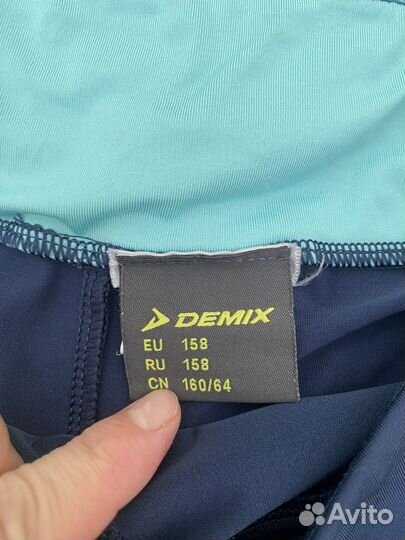 DEMIX
EU 158
RU 158
CN 160/64
Avito